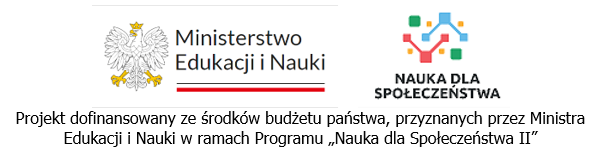 Ministerstwo
Edukacji i Nauki
NAUKA DLA
SPOŁECZEŃSTWA
Projekt dofinansowany ze środków budżetu państwa, przyznanych przez Ministra
Edukacji i Nauki w ramach Programu „Nauka dla Społeczeństwa II”